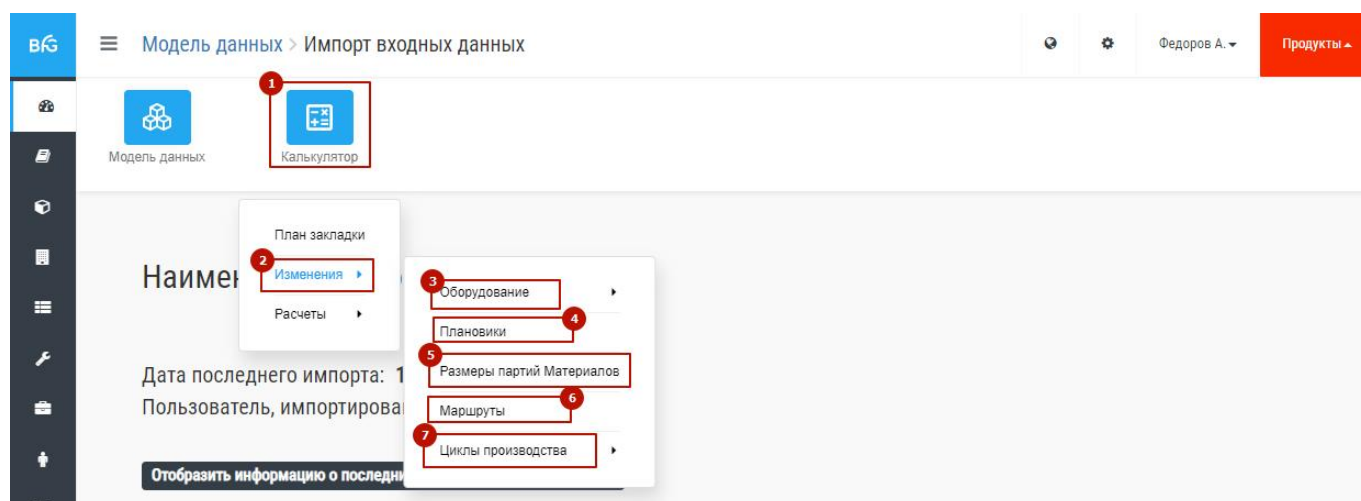 BFG
Модель данных > Импорт входных данных
Федоров А.
Продукты
1
Модель данных
Калькулятор
План закладки
2
Изменения
Наимен
3
Оборудование
4
Расчеты
Плановики
5
Размеры партий Материалов
Дата последнего импорта: 1
6
Пользователь, импортирова
Маршруты
7
Циклы производства
Отобразить информацию о последни